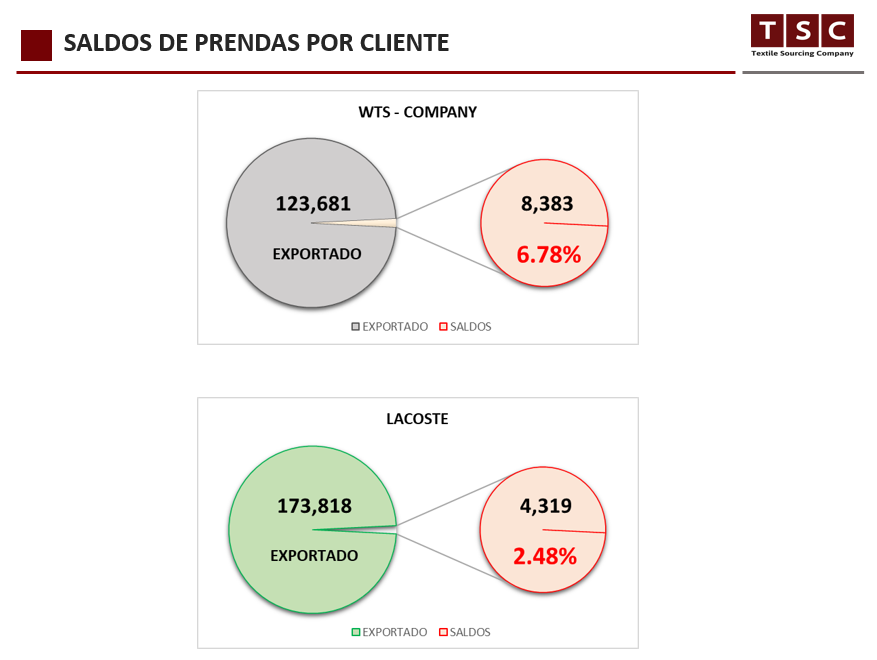 SALDOS DE PRENDAS POR CLIENTE
T S C
Textile Sourcing Company
WTS - COMPANY
123,681
EXPORTADO
8,383
6.78%
EXPORTADO SALDOS
LACOSTE
173,818
EXPORTADO
4,319
2.48%
EXPORTADO SALDOS